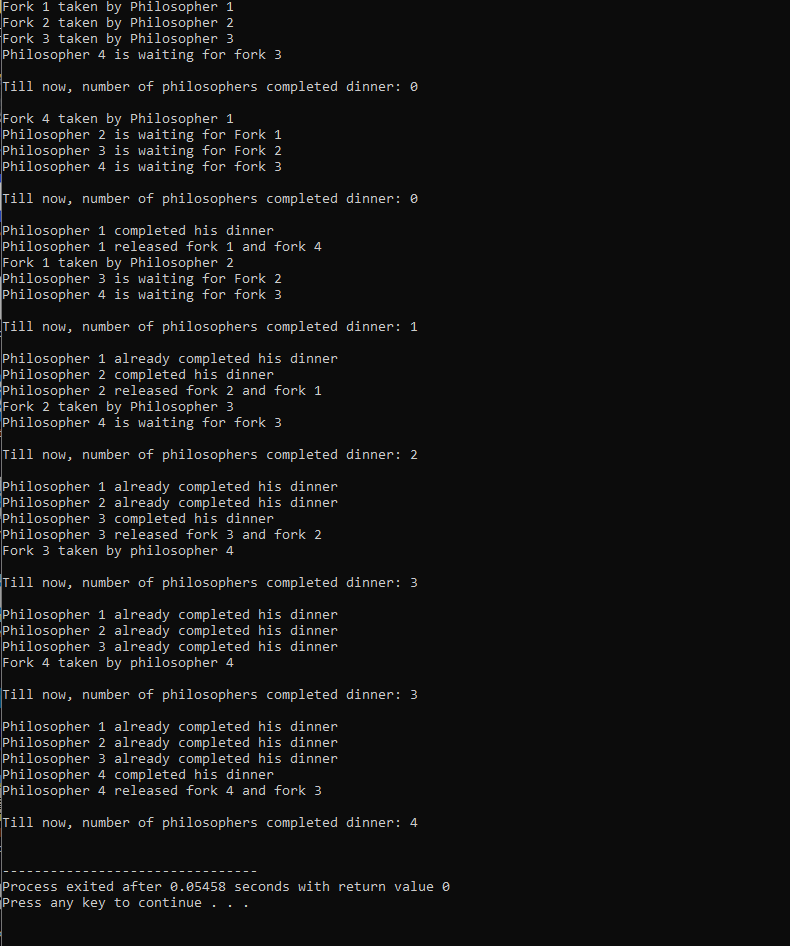 Fork 1 taken by Philosopher 1
Fork 2 taken by Philosopher 2
Fork 3 taken by Philosopher 3
Philosopher 4 is waiting for fork 3
Till now, number of philosophers completed dinner: 0
Fork 4 taken by Philosopher 1
Philosopher 2 is waiting for Fork 1
Philosopher 3 is waiting for Fork 2
Philosopher 4 is waiting for fork 3
Till now, number of philosophers completed dinner: 0
Philosopher 1 completed his dinner
Philosopher 1 released fork 1 and fork 4
Fork 1 taken by Philosopher 2
Philosopher 3 is waiting for Fork 2
Philosopher 4 is waiting for fork 3
Till now, number of philosophers completed dinner: 1
Philosopher 1 already completed his dinner
Philosopher 2 completed his dinner
Philosopher 2 released fork 2 and fork 1
Fork 2 taken by Philosopher 3
Philosopher 4 is waiting for fork 3
Till now, number of philosophers completed dinner: 2
Philosopher 1 already completed his dinner
Philosopher 2 already completed his dinner
Philosopher 3 completed his dinner
Philosopher 3 released fork 3 and fork 2
Fork 3 taken by philosopher 4
Till now, number of philosophers completed dinner: 3
Philosopher 1 already completed his dinner
Philosopher 2 already completed his dinner
Philosopher 3 already completed his dinner
Fork 4 taken by philosopher 4
Till now, number of philosophers completed dinner: 3
Philosopher 1 already completed his dinner
Philosopher 2 already completed his dinner
Philosopher 3 already completed his dinner
Philosopher 4 completed his dinner
Philosopher 4 released fork 4 and fork 3
Till now, number of philosophers completed dinner: 4
--------------------------------
Process exited after 0.05458 seconds with return value 0
Press any key to continue . . .